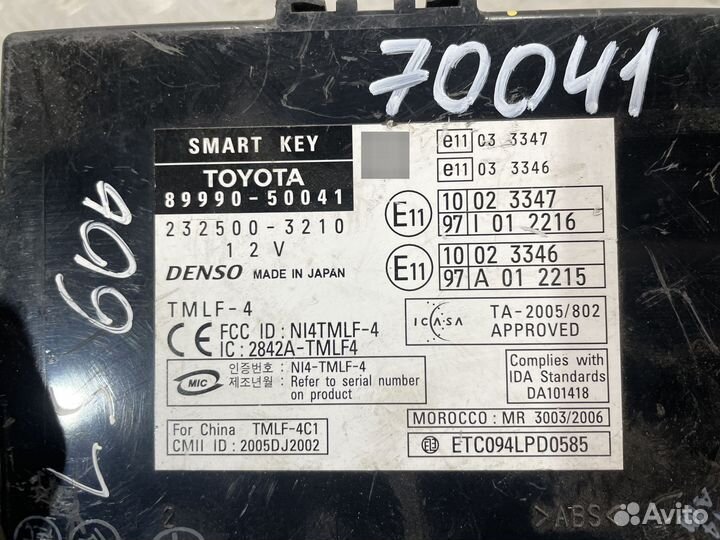 70041
SMART KEY
TOYOTA
89990-50041
232500-3210
12V
DENSO MADE IN JAPAN
e11 03 3347
e11 03 3346
E11 10 02 3347
97 I 01 2216
E11 10 02 3346
97 A 01 2215
TMLF-4
CE FCC ID : NI4TMLF-4
IC : 2842A-TMLF4
ICASA TA-2005/802
APPROVED
MIC 인증번호 : NI4-TMLF-4
제조년월 : Refer to serial number
on product
Complies with
IDA Standards
DA101418
For China TMLF-4C1
CMII ID : 2005DJ2002
MOROCCO : MR 3003/2006
ETC094LPD0585
>ABS<
2
Avito